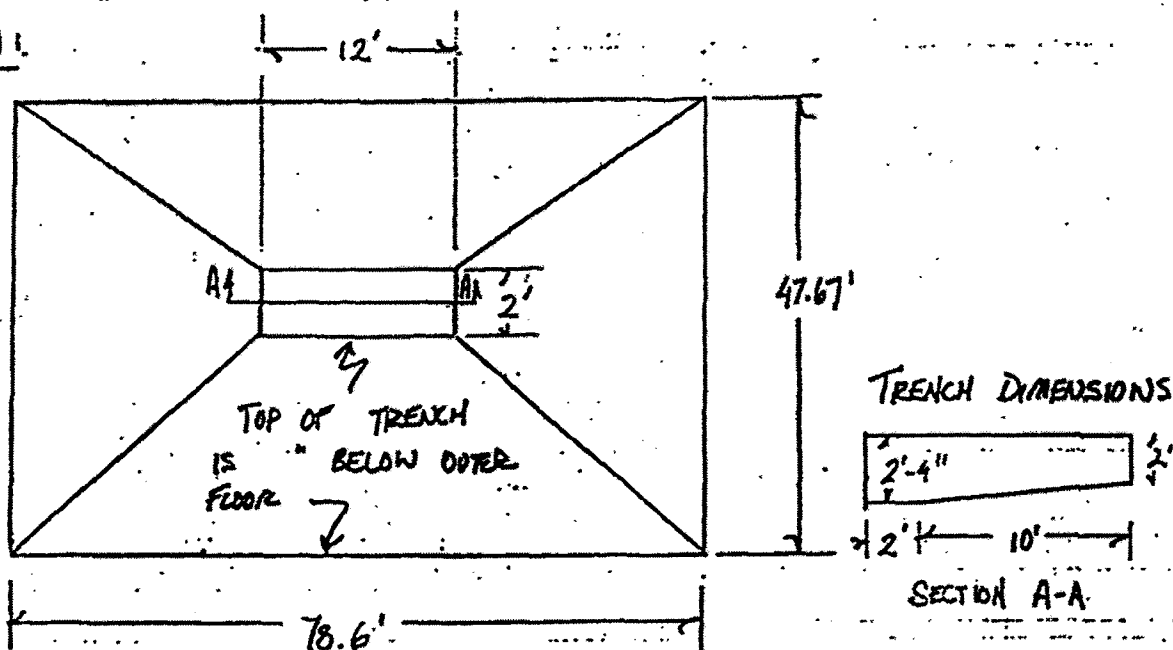 1.
12'
A
A
2'
47.67'
TOP OF TRENCH
IS " BELOW OUTER
FLOOR
78.6'
TRENCH DIMENSIONS
2'-4"
2'
2'
10'
SECTION A-A